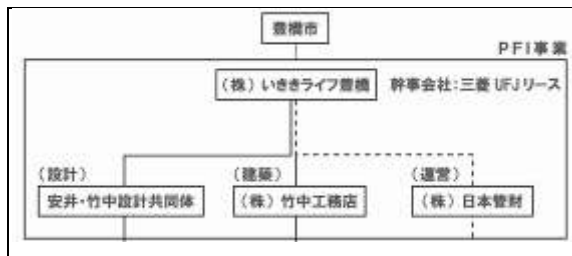 豊橋市
PFI事業
(株)いききライフ豊橋 幹事会社:三菱UFJリース
(設計) (建築) (運営)
安井・竹中設計共同体 (株)竹中工務店 (株)日本管財